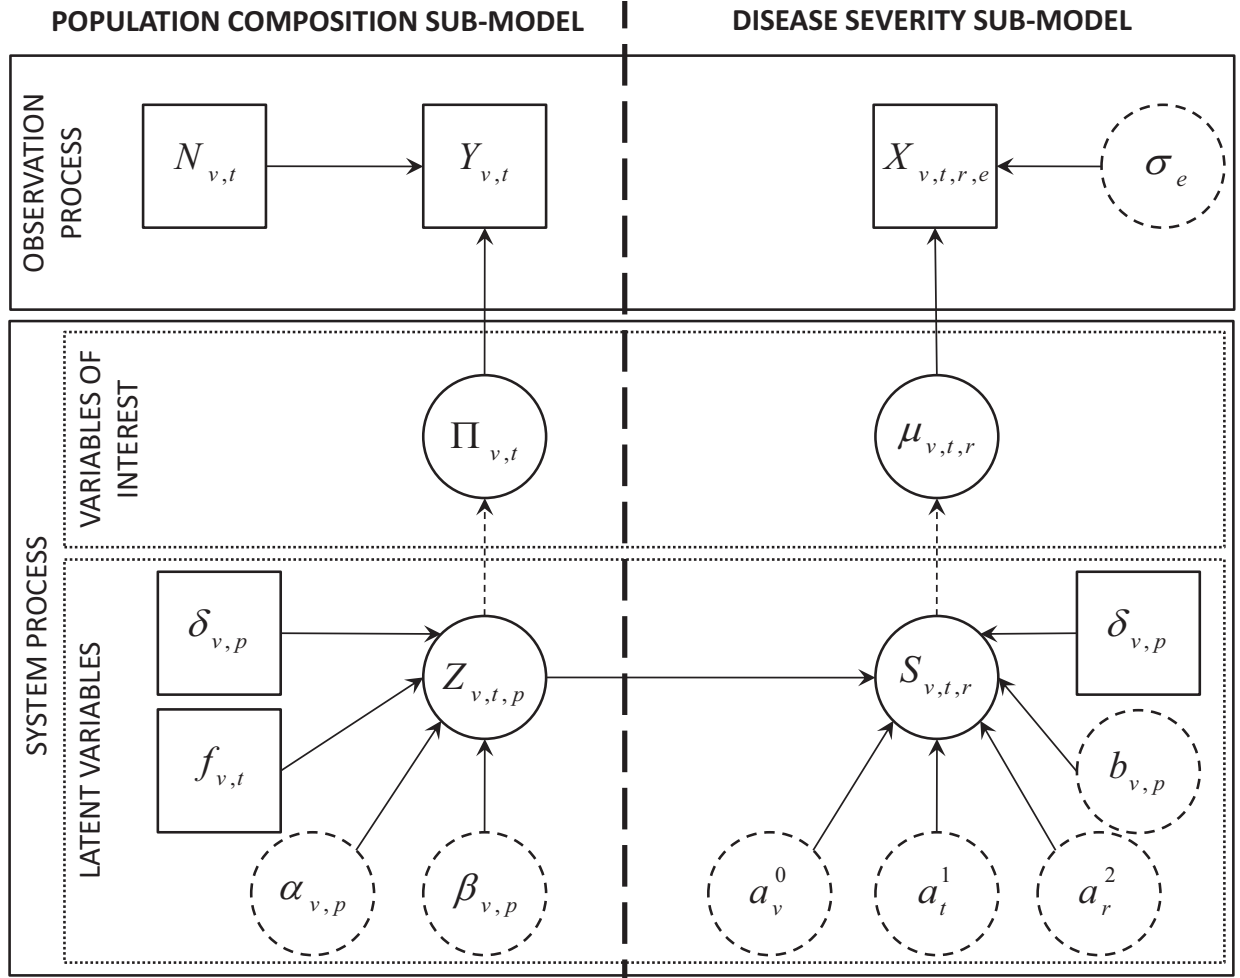 POPULATION COMPOSITION SUB-MODEL
DISEASE SEVERITY SUB-MODEL
OBSERVATION
PROCESS
N v,t
Y v,t
X v,t,r,e
σ e
SYSTEM PROCESS
VARIABLES OF
INTEREST
Π v,t
μ v,t,r
LATENT VARIABLES
δ v,p
Z v,t,p
S v,t,r
δ v,p
f v,t
b v,p
α v,p
β v,p
a 0 v
a 1 t
a 2 r